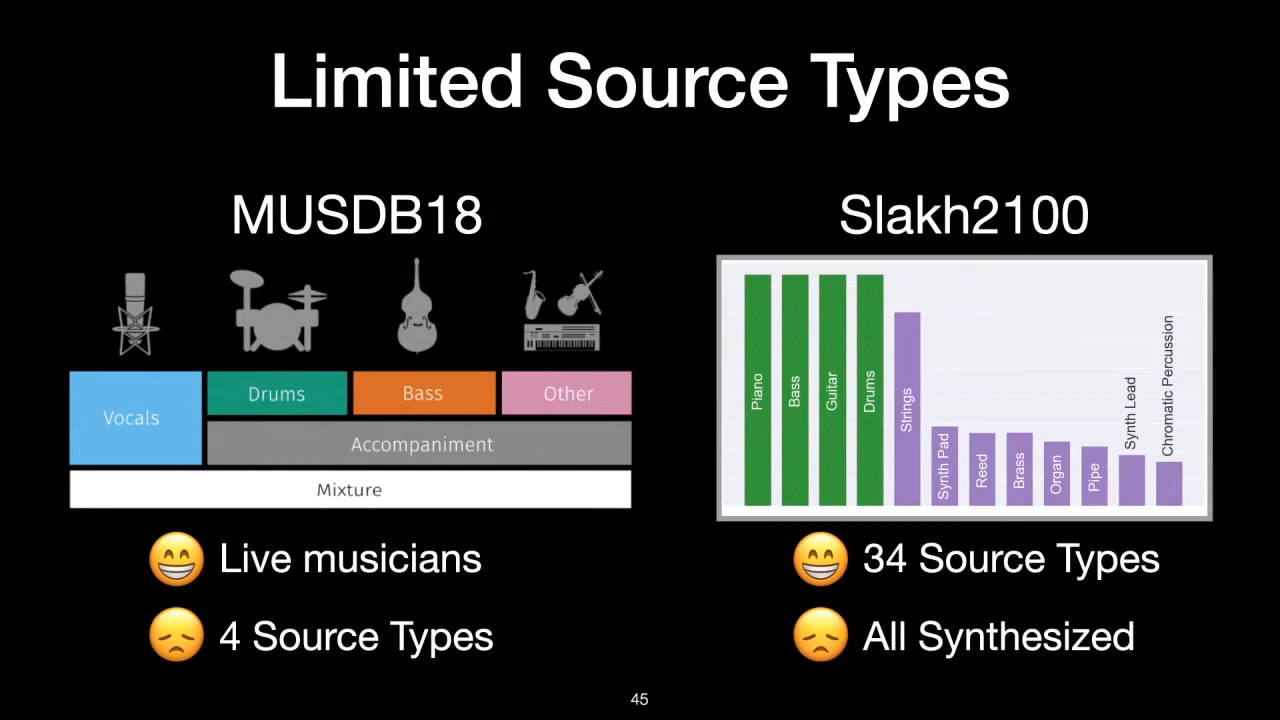 Limited Source Types
MUSDB18
Vocals
Drums
Bass
Other
Accompaniment
Mixture
😁 Live musicians
😞 4 Source Types
Slakh2100
Piano
Bass
Guitar
Drums
Strings
Synth Pad
Reed
Brass
Organ
Pipe
Synth Lead
Chromatic Percussion
😁 34 Source Types
😞 All Synthesized
45